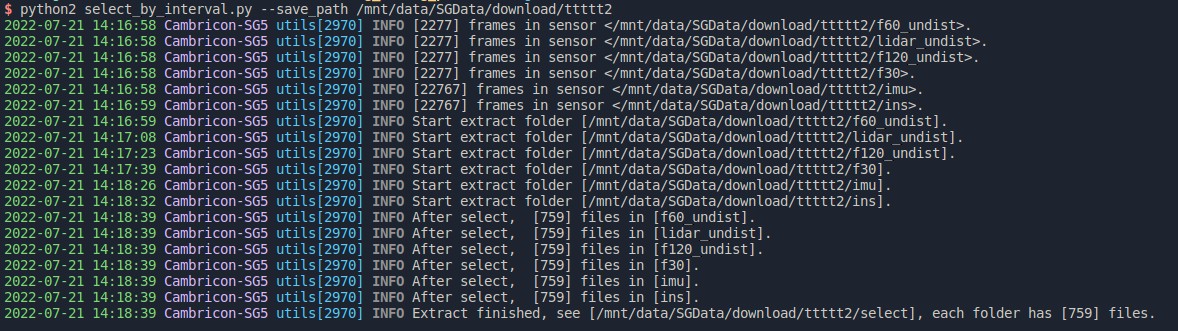 $ python2 select_by_interval.py --save_path /mnt/data/SGData/download/ttttt2
2022-07-21 14:16:58 Cambricon-SG5 utils[2970] INFO [2277] frames in sensor </mnt/data/SGData/download/ttttt2/f60_undist>.
2022-07-21 14:16:58 Cambricon-SG5 utils[2970] INFO [2277] frames in sensor </mnt/data/SGData/download/ttttt2/lidar_undist>.
2022-07-21 14:16:58 Cambricon-SG5 utils[2970] INFO [2277] frames in sensor </mnt/data/SGData/download/ttttt2/f120_undist>.
2022-07-21 14:16:58 Cambricon-SG5 utils[2970] INFO [2277] frames in sensor </mnt/data/SGData/download/ttttt2/f30>.
2022-07-21 14:16:58 Cambricon-SG5 utils[2970] INFO [22767] frames in sensor </mnt/data/SGData/download/ttttt2/imu>.
2022-07-21 14:16:59 Cambricon-SG5 utils[2970] INFO [22767] frames in sensor </mnt/data/SGData/download/ttttt2/ins>.
2022-07-21 14:16:59 Cambricon-SG5 utils[2970] INFO Start extract folder [/mnt/data/SGData/download/ttttt2/f60_undist].
2022-07-21 14:17:08 Cambricon-SG5 utils[2970] INFO Start extract folder [/mnt/data/SGData/download/ttttt2/lidar_undist].
2022-07-21 14:17:23 Cambricon-SG5 utils[2970] INFO Start extract folder [/mnt/data/SGData/download/ttttt2/f120_undist].
2022-07-21 14:17:39 Cambricon-SG5 utils[2970] INFO Start extract folder [/mnt/data/SGData/download/ttttt2/f30].
2022-07-21 14:18:26 Cambricon-SG5 utils[2970] INFO Start extract folder [/mnt/data/SGData/download/ttttt2/imu].
2022-07-21 14:18:32 Cambricon-SG5 utils[2970] INFO Start extract folder [/mnt/data/SGData/download/ttttt2/ins].
2022-07-21 14:18:39 Cambricon-SG5 utils[2970] INFO After select,  [759] files in [f60_undist].
2022-07-21 14:18:39 Cambricon-SG5 utils[2970] INFO After select,  [759] files in [lidar_undist].
2022-07-21 14:18:39 Cambricon-SG5 utils[2970] INFO After select,  [759] files in [f120_undist].
2022-07-21 14:18:39 Cambricon-SG5 utils[2970] INFO After select,  [759] files in [f30].
2022-07-21 14:18:39 Cambricon-SG5 utils[2970] INFO After select,  [759] files in [imu].
2022-07-21 14:18:39 Cambricon-SG5 utils[2970] INFO After select,  [759] files in [ins].
2022-07-21 14:18:39 Cambricon-SG5 utils[2970] INFO Extract finished, see [/mnt/data/SGData/download/ttttt2/select], each folder has [759] files.